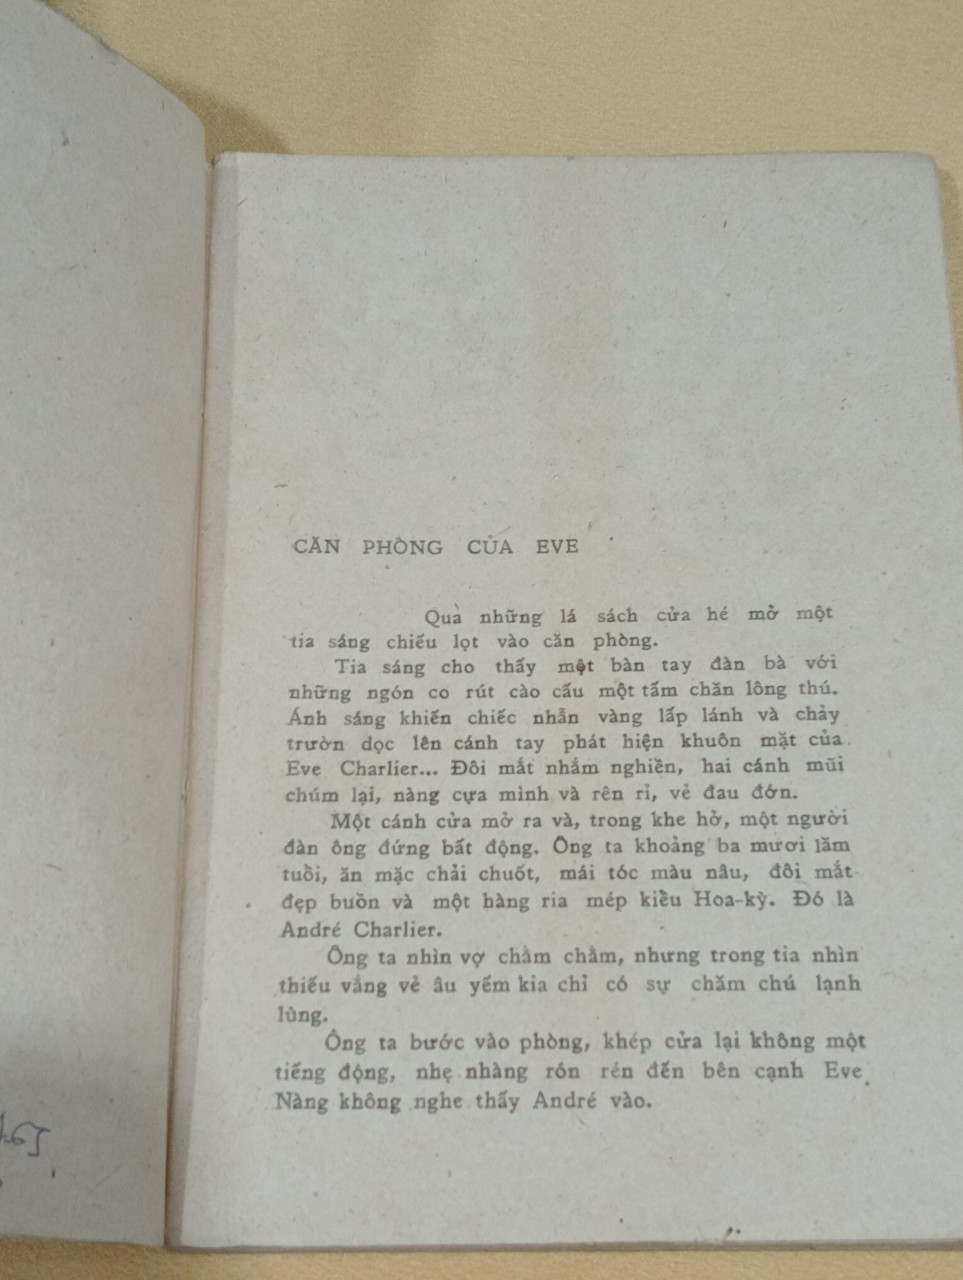 CĂN PHÒNG CỦA EVE
Quả những lá sách cửa hé mở một
tia sáng chiếu lọt vào căn phòng.
Tia sáng cho thấy một bàn tay đàn bà với
những ngón co rút cào cấu một tấm chăn lông thú.
Ánh sáng khiến chiếc nhẫn vàng lấp lánh và chảy
trườn dọc lên cánh tay phát hiện khuôn mặt của
Eve Charlier... Đôi mắt nhắm nghiền, hai cánh mũi
chúm lại, nàng cựa mình và rên rỉ, vẻ đau đớn.
Một cánh cửa mở ra và, trong khe hở, một người
đàn ông đứng bất động. Ông ta khoảng ba mươi lăm
tuổi, ăn mặc chải chuốt, mái tóc màu nâu, đôi mắt
đẹp buồn và một hàng ria mép kiểu Hoa-kỳ. Đó là
André Charlier.
Ông ta nhìn vợ chằm chằm, nhưng trong tia nhìn
thiếu vắng vẻ âu yếm kia chỉ có sự chăm chú lạnh
lùng.
Ông ta bước vào phòng, khép cửa lại không một
tiếng động, nhẹ nhàng rón rén đến bên cạnh Eve.
Nàng không nghe thấy André vào.